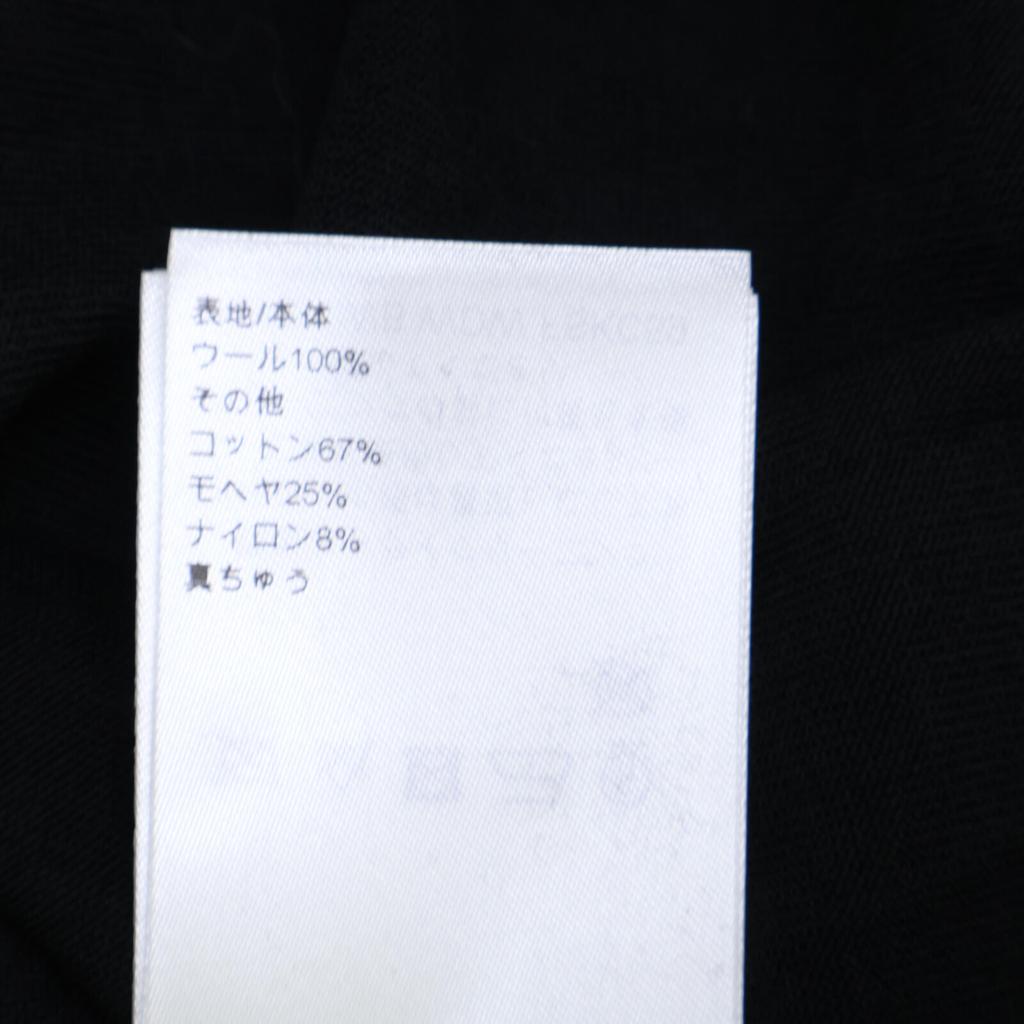 表地/本体
ウール100%
その他
コットン67%
モヘヤ25%
ナイロン8%
真ちゅう